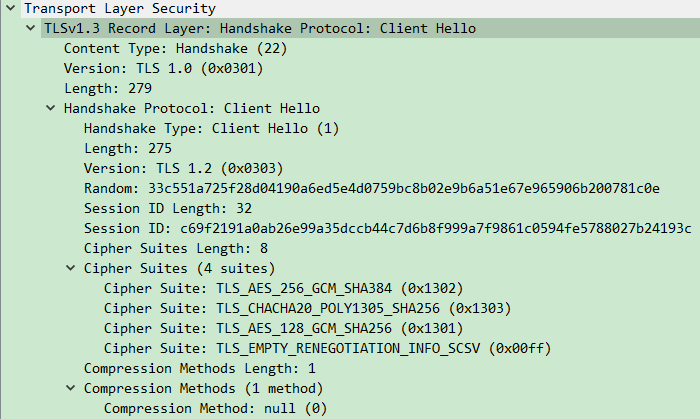 Transport Layer Security
TLSv1.3 Record Layer: Handshake Protocol: Client Hello
Content Type: Handshake (22)
Version: TLS 1.0 (0x0301)
Length: 279
Handshake Protocol: Client Hello
Handshake Type: Client Hello (1)
Length: 275
Version: TLS 1.2 (0x0303)
Random: 33c551a725f28d04190a6ed5e4d0759bc8b02e9b6a51e67e965906b200781c0e
Session ID Length: 32
Session ID: c69f2191a0ab26e99a35dccb44c7d6b8f999a7f9861c0594fe5788027b24193c
Cipher Suites Length: 8
Cipher Suites (4 suites)
Cipher Suite: TLS_AES_256_GCM_SHA384 (0x1302)
Cipher Suite: TLS_CHACHA20_POLY1305_SHA256 (0x1303)
Cipher Suite: TLS_AES_128_GCM_SHA256 (0x1301)
Cipher Suite: TLS_EMPTY_RENEGOTIATION_INFO_SCSV (0x00ff)
Compression Methods Length: 1
Compression Methods (1 method)
Compression Method: null (0)